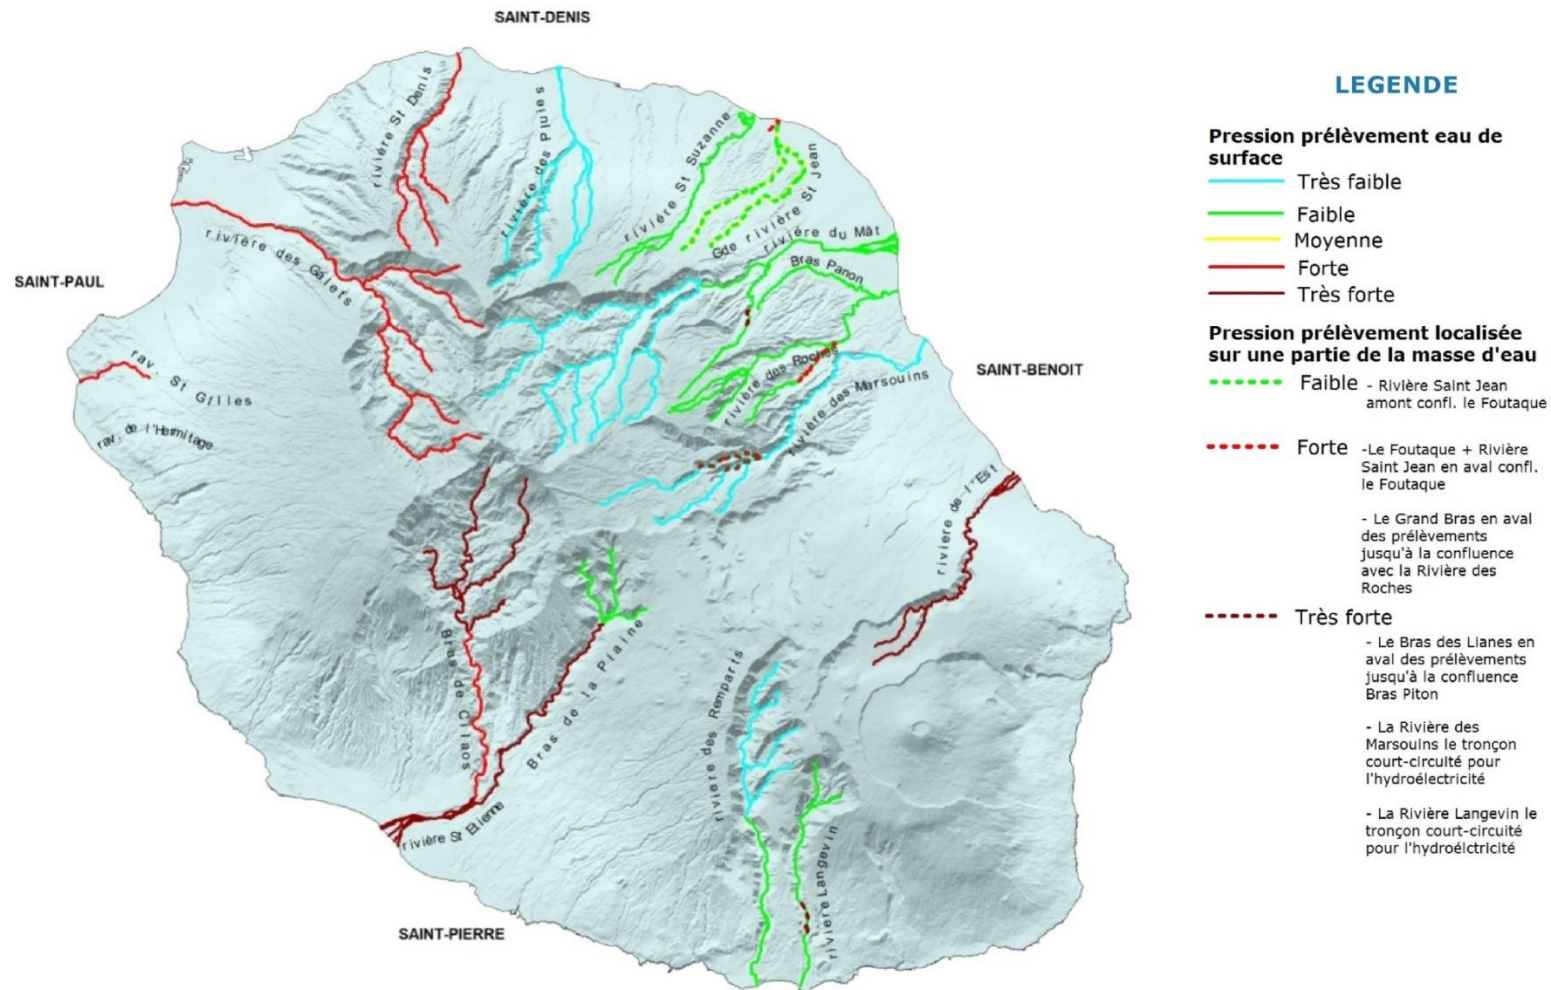 SAINT-DENIS
rivière St Denis
rivière des Pluies
rivière St Suzanne
Gde rivière St Jean
rivière du Mât
Bras Panon
rivière des Galets
SAINT-PAUL
rav. St Gilles
rav. de l'Hermitage
rivière des Roches
rivière des Marsouins
SAINT-BENOIT
rivière de l'Est
Bras de Cilaos
Bras de la Plaine
rivière St Etienne
rivière des Remparts
rivière Langevin
SAINT-PIERRE
LEGENDE
Pression prélèvement eau de
surface
Très faible
Faible
Moyenne
Forte
Très forte
Pression prélèvement localisée
sur une partie de la masse d'eau
Faible - Rivière Saint Jean
amont confl. le Foutaque
Forte -Le Foutaque + Rivière
Saint Jean en aval confl.
le Foutaque
- Le Grand Bras en aval
des prélèvements
jusqu'à la confluence
avec la Rivière des
Roches
Très forte
- Le Bras des Lianes en
aval des prélèvements
jusqu'à la confluence
Bras Piton
- La Rivière des
Marsouins le tronçon
court-circuité pour
l'hydroélectricité
- La Rivière Langevin le
tronçon court-circuité
pour l'hydroélctricité